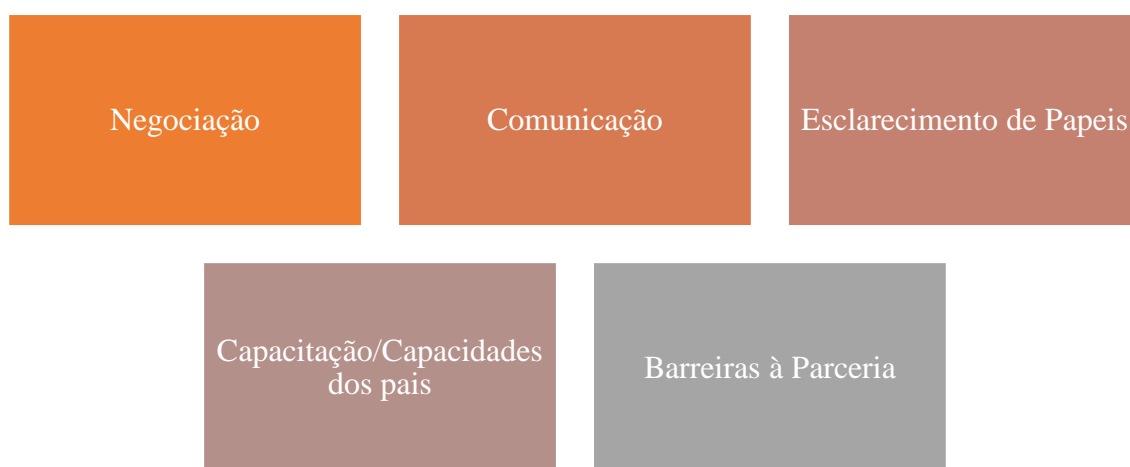 Negociação
Comunicação
Esclarecimento de Papeis
Capacitação/Capacidades
dos pais
Barreiras à Parceria